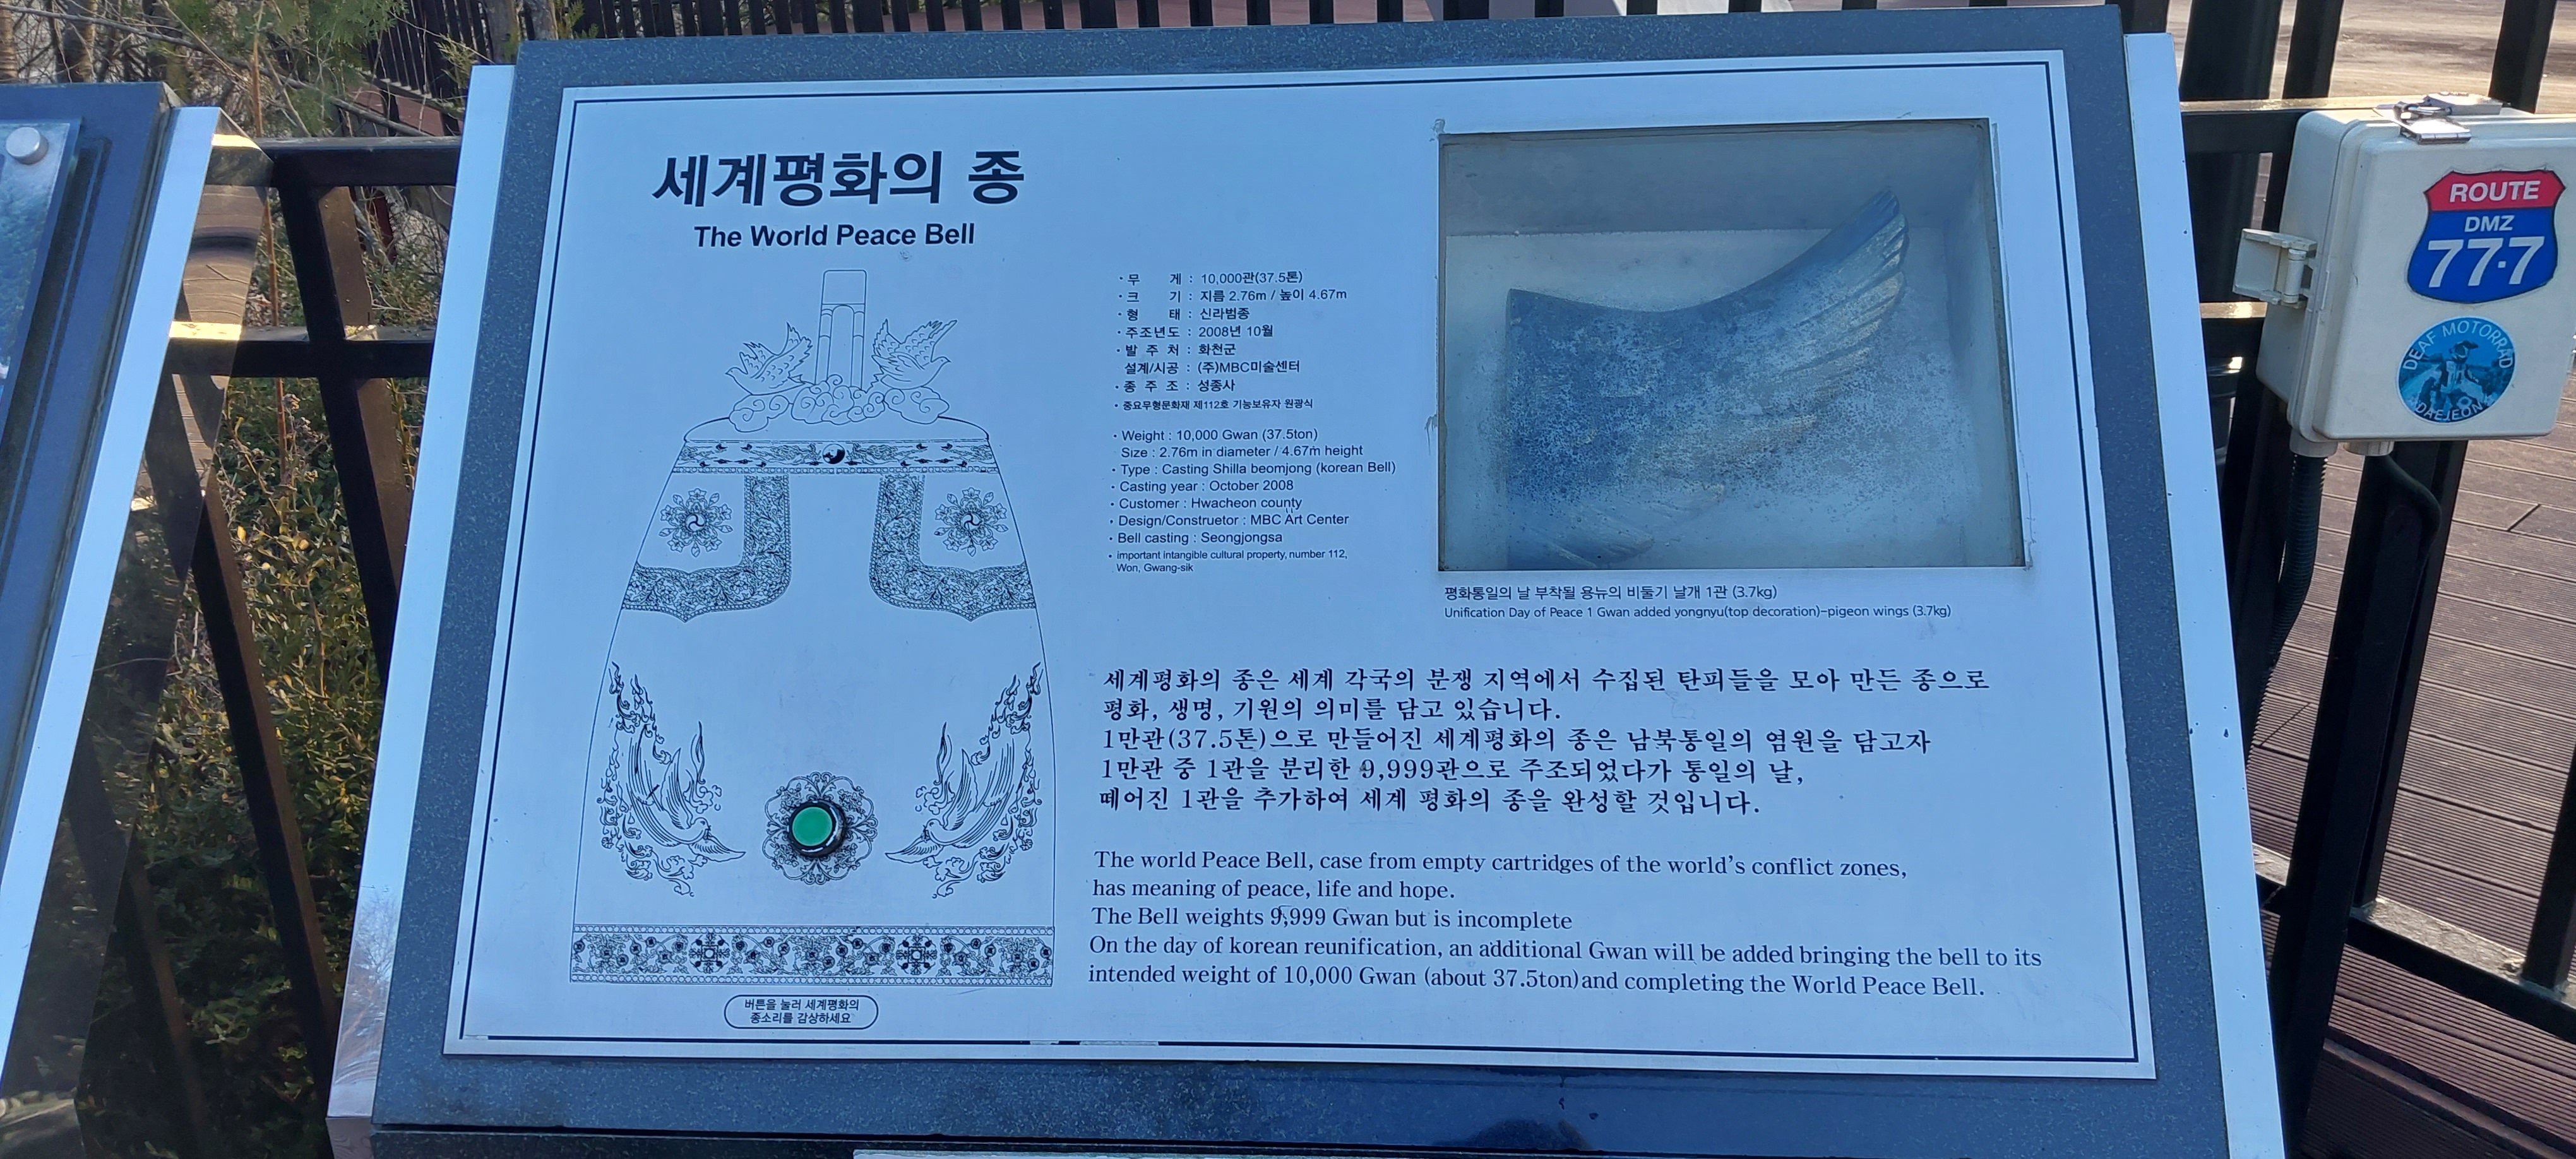 세계평화의 종
The World Peace Bell
· 무 게 : 10,000관(37.5톤)
· 크 기 : 지름 2.76m / 높이 4.67m
· 형 태 : 신라범종
· 주조년도 : 2008년 10월
· 발 주 처 : 화천군
설계/시공 : (주)MBC미술센터
· 종 주 조 : 성종사
· 중요무형문화재 제112호 기능보유자 원광식
· Weight : 10,000 Gwan (37.5ton)
Size : 2.76m in diameter / 4.67m height
· Type : Casting Shilla beomjong (korean Bell)
· Casting year : October 2008
· Customer : Hwacheon county
· Design/Construetor : MBC Art Center
· Bell casting : Seongjongsa
· important intangible cultural property, number 112,
Won, Gwang-sik
평화통일의 날 부착될 용뉴의 비둘기 날개 1관 (3.7kg)
Unification Day of Peace 1 Gwan added yongnyu(top decoration)-pigeon wings (3.7kg)
세계평화의 종은 세계 각국의 분쟁 지역에서 수집된 탄피들을 모아 만든 종으로
평화, 생명, 기원의 의미를 담고 있습니다.
1만관(37.5톤)으로 만들어진 세계평화의 종은 남북통일의 염원을 담고자
1만관 중 1관을 분리한 9,999관으로 주조되었다가 통일의 날,
떼어진 1관을 추가하여 세계 평화의 종을 완성할 것입니다.
The world Peace Bell, case from empty cartridges of the world's conflict zones,
has meaning of peace, life and hope.
The Bell weights 9,999 Gwan but is incomplete
On the day of korean reunification, an additional Gwan will be added bringing the bell to its
intended weight of 10,000 Gwan (about 37.5ton)and completing the World Peace Bell.
버튼을 눌러 세계평화의
종소리를 감상하세요
ROUTE
DMZ
77·7
DEAF MOTORRAD
DAEJEON